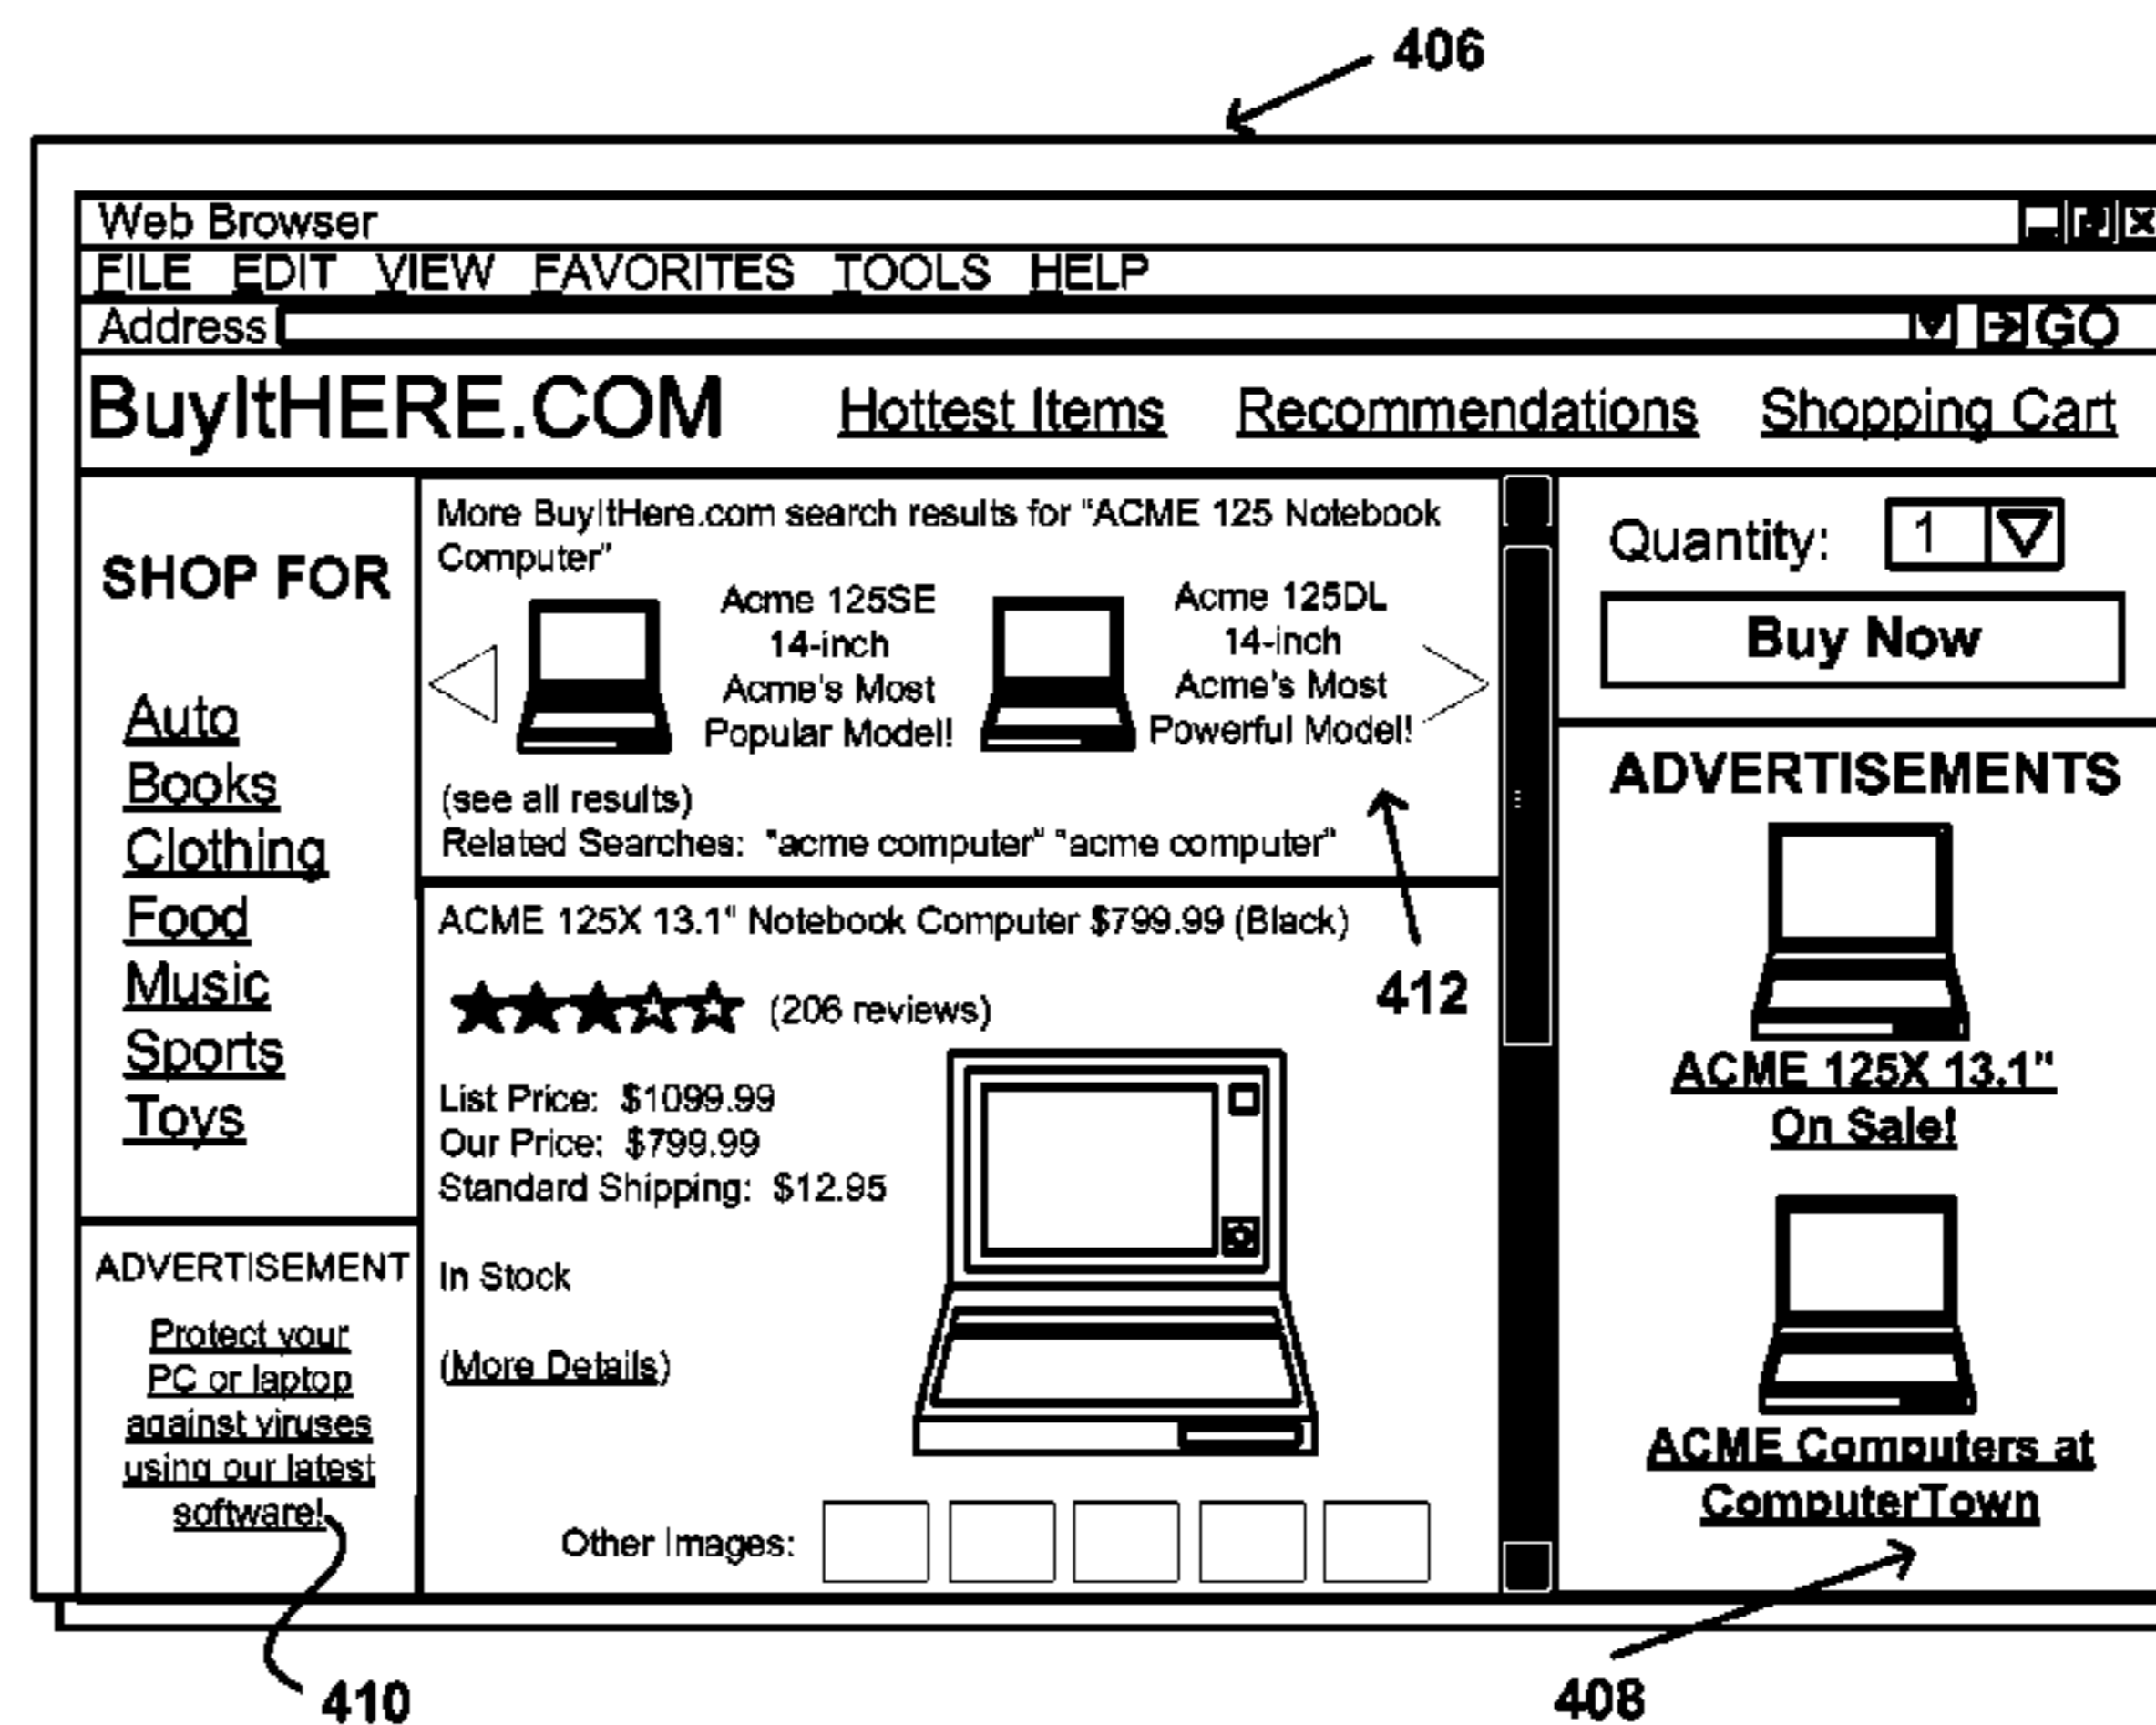 406
Web Browser
FILE EDIT VIEW FAVORITES TOOLS HELP
Address GO
BuyItHERE.COM Hottest Items Recommendations Shopping Cart
SHOP FOR
Auto
Books
Clothing
Food
Music
Sports
Toys
ADVERTISEMENT
Protect your
PC or laptop
against viruses
using our latest
software!
410
More BuyItHere.com search results for "ACME 125 Notebook
Computer"
Acme 125SE
14-inch
Acme's Most
Popular Model!
Acme 125DL
14-inch
Acme's Most
Powerful Model!
(see all results)
Related Searches: "acme computer" "acme computer"
412
ACME 125X 13.1" Notebook Computer $799.99 (Black)
(206 reviews)
List Price: $1099.99
Our Price: $799.99
Standard Shipping: $12.95
In Stock
(More Details)
Other Images:
Quantity: 1
Buy Now
ADVERTISEMENTS
ACME 125X 13.1"
On Sale!
ACME Computers at
ComputerTown
408